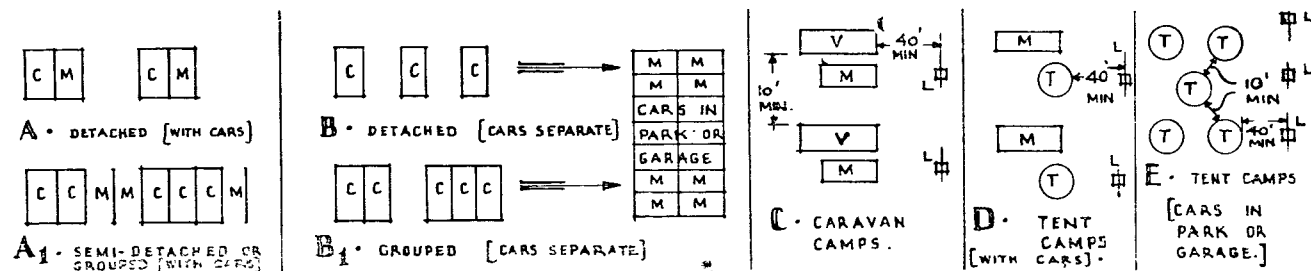 C M
C M
A · DETACHED [WITH CARS]
C C M M C C C M
A1 · SEMI-DETACHED OR
GROUPED [WITH CARS]
C C C
B · DETACHED [CARS SEPARATE]
C C
C C C
B1 · GROUPED [CARS SEPARATE]
M M
M M
CARS IN
PARK OR
GARAGE
M M
M M
V
40'
MIN
M
L
10'
MIN.
V
M
L
C · CARAVAN
CAMPS.
M
L
T
40'
MIN
M
L
T
D · TENT
CAMPS
[WITH CARS].
L
T T
L
T
10'
MIN
T T
40'
MIN
L
E · TENT CAMPS
[CARS IN
PARK OR
GARAGE.]